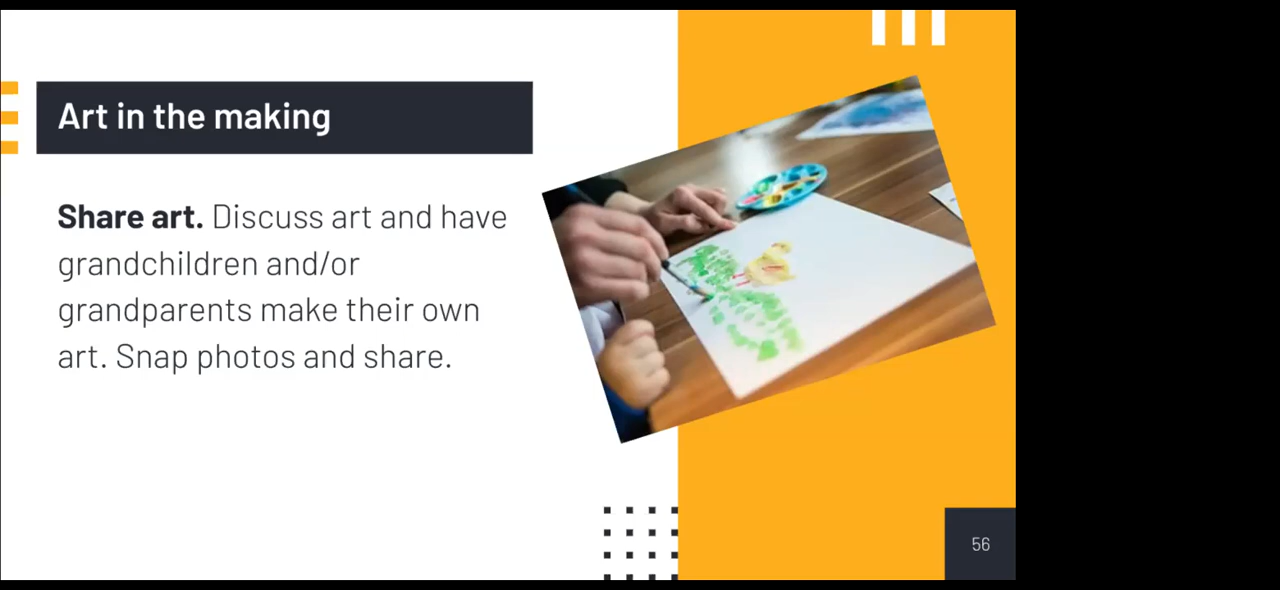 Art in the making
Share art. Discuss art and have
grandchildren and/or
grandparents make their own
art. Snap photos and share.
56